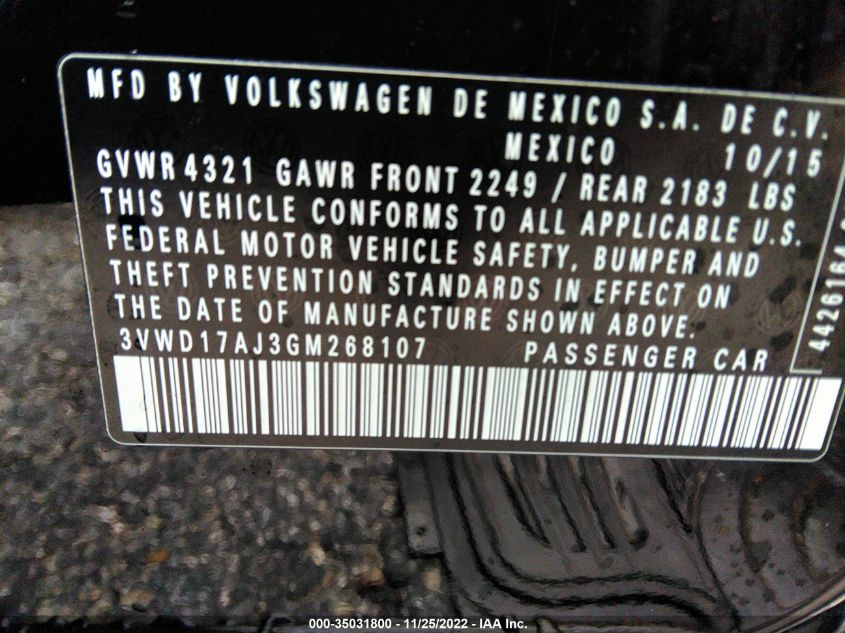 MFD BY VOLKSWAGEN DE MEXICO S.A. DE C.V.
MEXICO 10/15
GVWR 4321 GAWR FRONT 2249 / REAR 2183 LBS
THIS VEHICLE CONFORMS TO ALL APPLICABLE U.S.
FEDERAL MOTOR VEHICLE SAFETY, BUMPER AND
THEFT PREVENTION STANDARDS IN EFFECT ON
THE DATE OF MANUFACTURE SHOWN ABOVE.
3VWD17AJ3GM268107 PASSENGER CAR
4426164
000-35031800 - 11/25/2022 - IAA Inc.